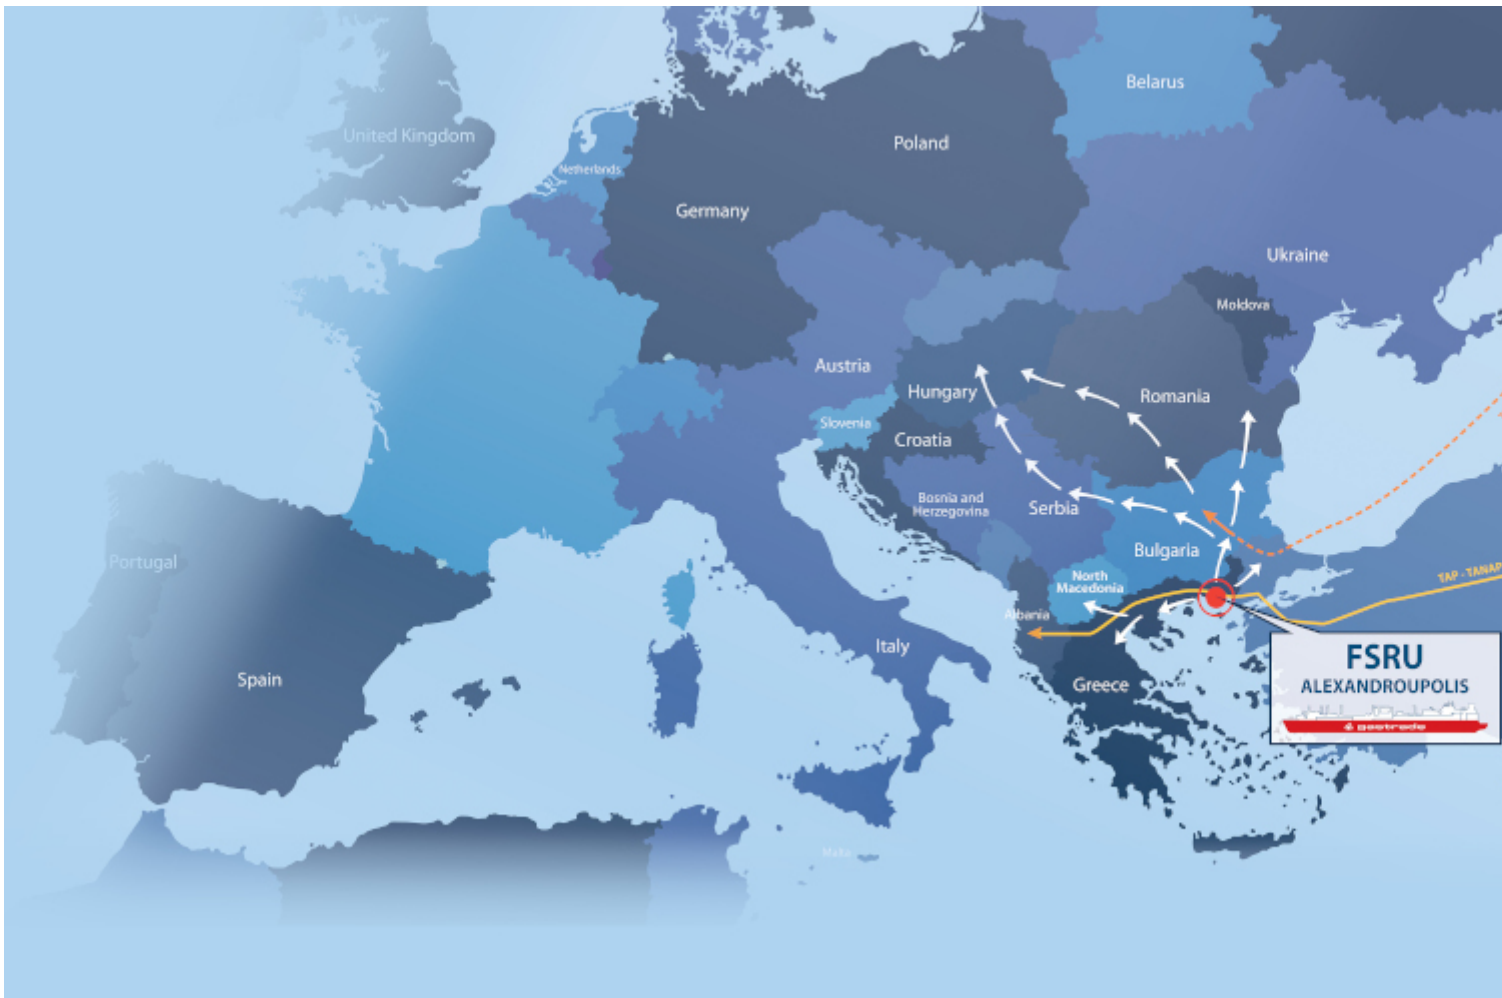 Belarus
United Kingdom
Poland
Netherlands
Germany
Ukraine
Moldova
Austria
Hungary
Romania
Slovenia
Croatia
Bosnia and
Herzegovina
Serbia
Portugal
Bulgaria
North
Macedonia
TAP - TANAP
Albania
Italy
Greece
Spain
FSRU
ALEXANDROUPOLIS
gastrade
Malta